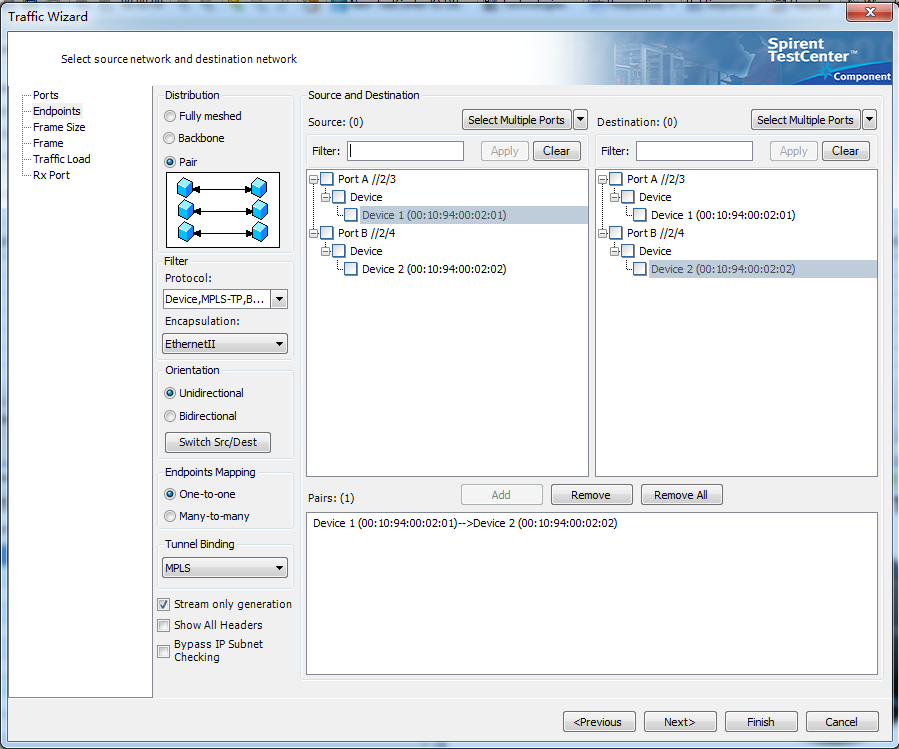 Traffic Wizard
Select source network and destination network
Spirent
TestCenter™
Component
Ports
Endpoints
Frame Size
Frame
Traffic Load
Rx Port
Distribution
Fully meshed
Backbone
Pair
Filter
Protocol:
Device,MPLS-TP,B...
Encapsulation:
EthernetII
Orientation
Unidirectional
Bidirectional
Switch Src/Dest
Endpoints Mapping
One-to-one
Many-to-many
Tunnel Binding
MPLS
Stream only generation
Show All Headers
Bypass IP Subnet
Checking
Source and Destination
Source: (0)
Select Multiple Ports
Filter:
Apply
Clear
Port A //2/3
Device
Device 1 (00:10:94:00:02:01)
Port B //2/4
Device
Device 2 (00:10:94:00:02:02)
Destination: (0)
Select Multiple Ports
Filter:
Apply
Clear
Port A //2/3
Device
Device 1 (00:10:94:00:02:01)
Port B //2/4
Device
Device 2 (00:10:94:00:02:02)
Pairs: (1)
Add
Remove
Remove All
Device 1 (00:10:94:00:02:01)-->Device 2 (00:10:94:00:02:02)
<Previous
Next>
Finish
Cancel